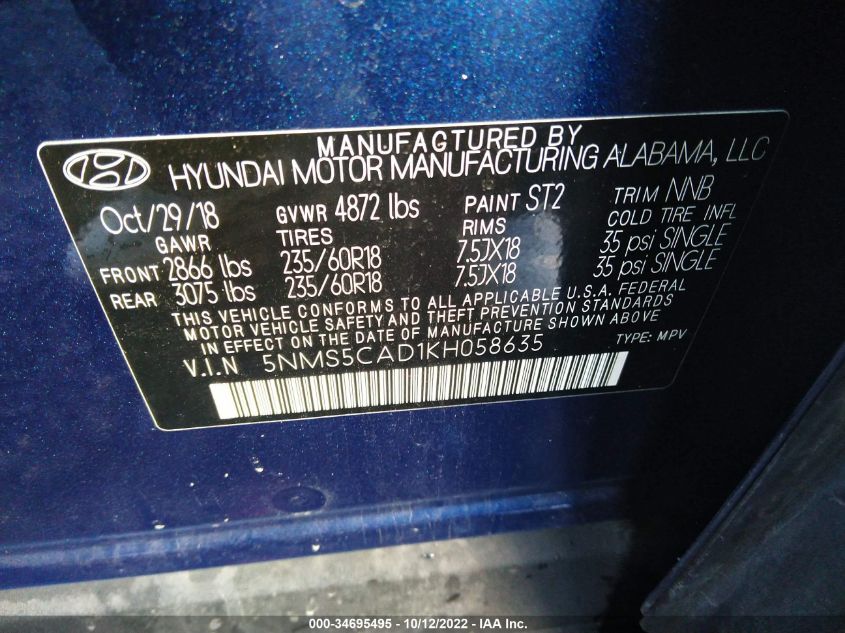 MANUFACTURED BY
HYUNDAI MOTOR MANUFACTURING ALABAMA, LLC
Oct/29/18 GVWR 4872 lbs PAINT ST2 TRIM NNB
GAWR TIRES RIMS COLD TIRE INFL
FRONT 2866 lbs 235/60R18 7.5JX18 35 psi SINGLE
REAR 3075 lbs 235/60R18 7.5JX18 35 psi SINGLE
THIS VEHICLE CONFORMS TO ALL APPLICABLE U.S.A. FEDERAL
MOTOR VEHICLE SAFETY AND THEFT PREVENTION STANDARDS
IN EFFECT ON THE DATE OF MANUFACTURE SHOWN ABOVE
V.I.N 5NMS5CAD1KH058635 TYPE: MPV
000-34695495 - 10/12/2022 - IAA Inc.